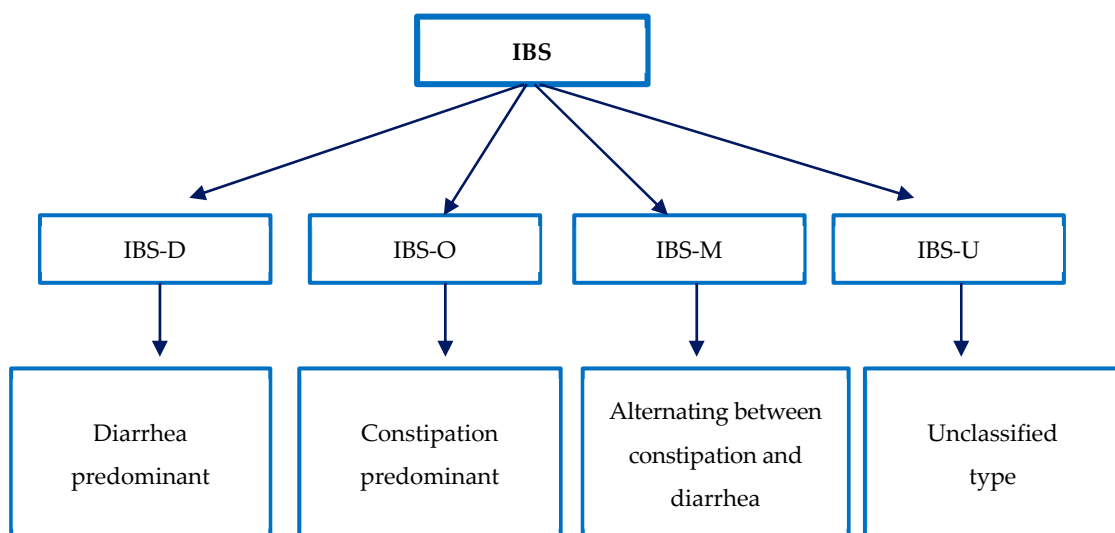 IBS
IBS-D
IBS-O
IBS-M
IBS-U
Diarrhea
predominant
Constipation
predominant
Alternating between
constipation and
diarrhea
Unclassified
type